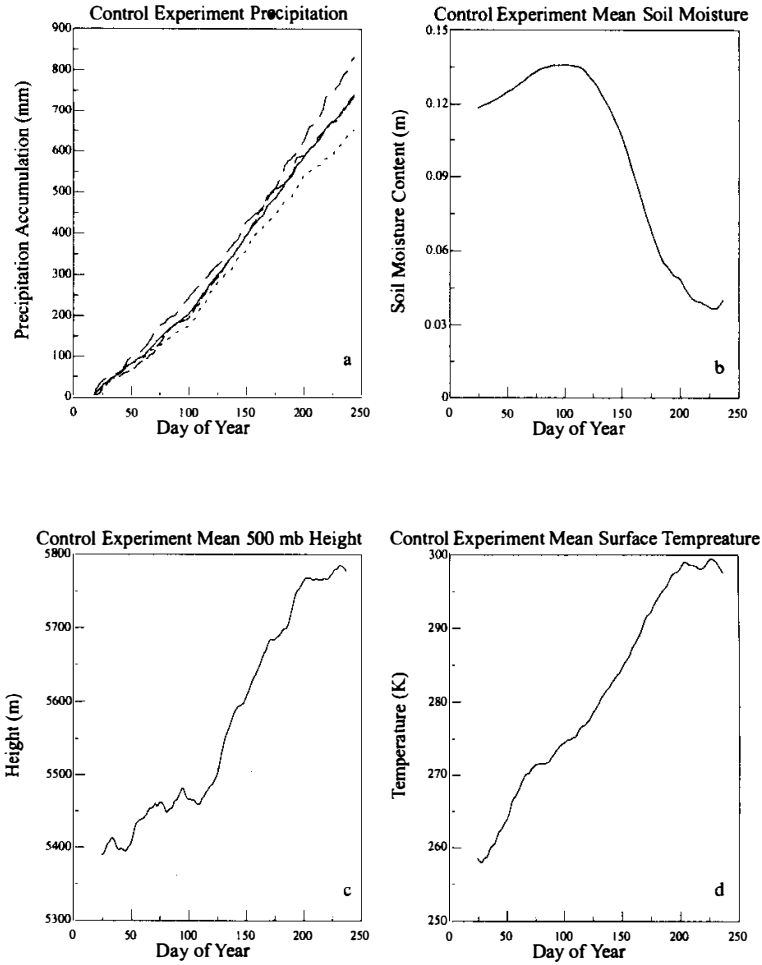 Control Experiment Precipitation
900
800
700
600
500
400
300
200
100
0
Precipitation Accumulation (mm)
a
0 50 100 150 200 250
Day of Year
Control Experiment Mean Soil Moisture
0.15
0.12
0.09
0.06
0.03
0
Soil Moisture Content (m)
b
0 50 100 150 200 250
Day of Year
Control Experiment Mean 500 mb Height
5800
5700
5600
5500
5400
5300
Height (m)
c
0 50 100 150 200 250
Day of Year
Control Experiment Mean Surface Tempreature
300
290
280
270
260
250
Temperature (K)
d
0 50 100 150 200 250
Day of Year